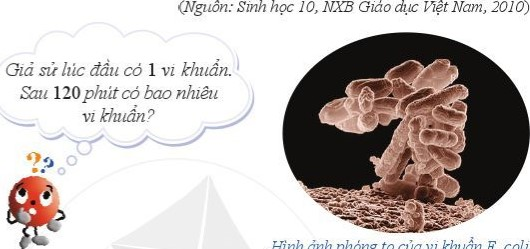 (Nguồn: Sinh học 10, NXB Giáo dục Việt Nam, 2010)
Giả sử lúc đầu có 1 vi khuẩn.
Sau 120 phút có bao nhiêu
vi khuẩn?
??
Hình ảnh phóng to của vi khuẩn E. coli